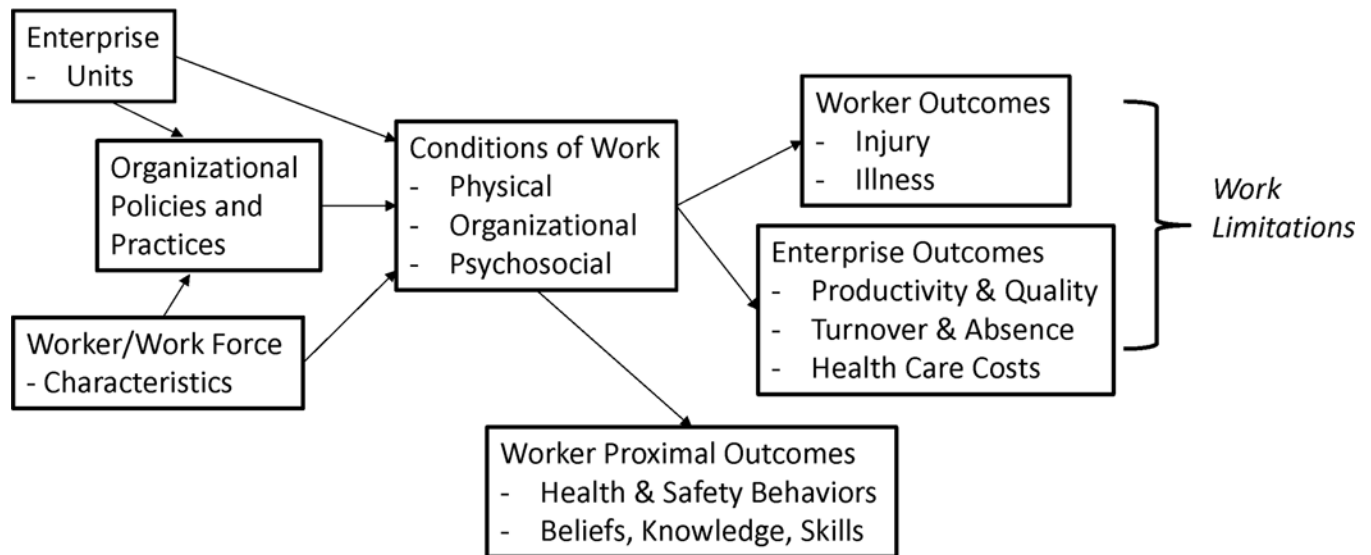 Enterprise
- Units
Organizational
Policies and
Practices
Worker/Work Force
- Characteristics
Conditions of Work
- Physical
- Organizational
- Psychosocial
Worker Outcomes
- Injury
- Illness
Enterprise Outcomes
- Productivity & Quality
- Turnover & Absence
- Health Care Costs
Work
Limitations
Worker Proximal Outcomes
- Health & Safety Behaviors
- Beliefs, Knowledge, Skills